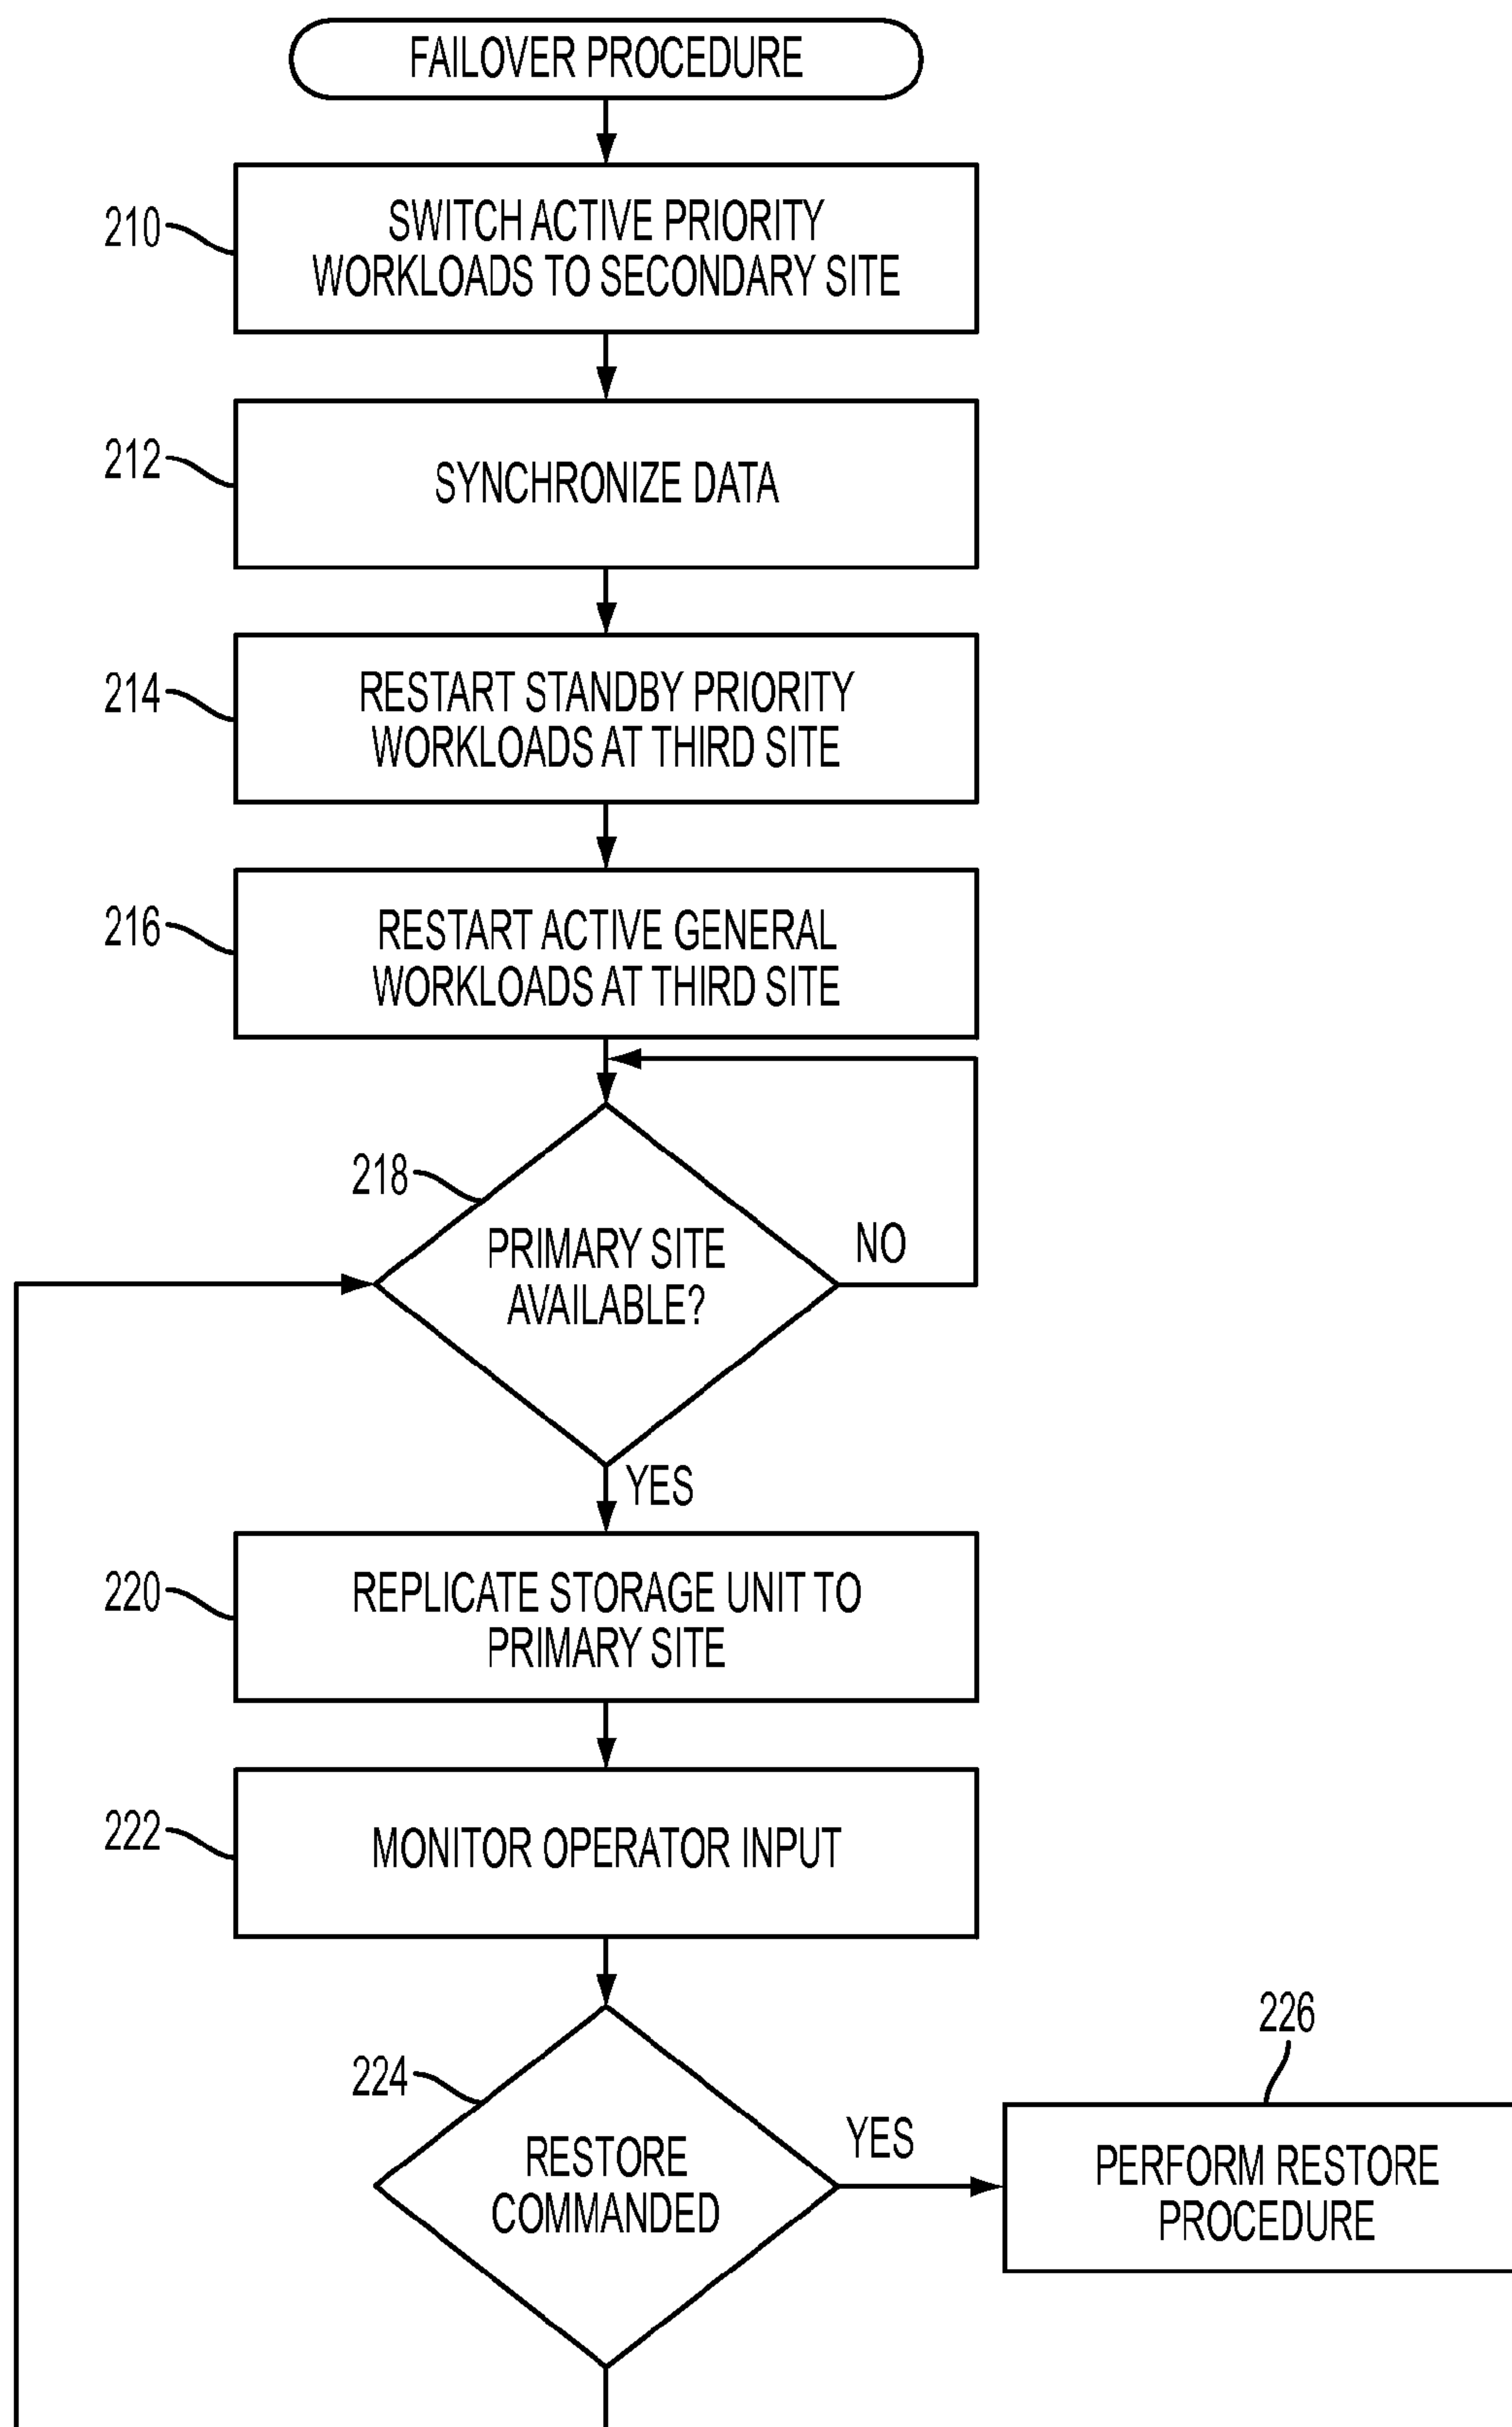 FAILOVER PROCEDURE
210
SWITCH ACTIVE PRIORITY
WORKLOADS TO SECONDARY SITE
212
SYNCHRONIZE DATA
214
RESTART STANDBY PRIORITY
WORKLOADS AT THIRD SITE
216
RESTART ACTIVE GENERAL
WORKLOADS AT THIRD SITE
218
PRIMARY SITE
AVAILABLE?
NO
YES
220
REPLICATE STORAGE UNIT TO
PRIMARY SITE
222
MONITOR OPERATOR INPUT
224
RESTORE
COMMANDED
YES
226
PERFORM RESTORE
PROCEDURE